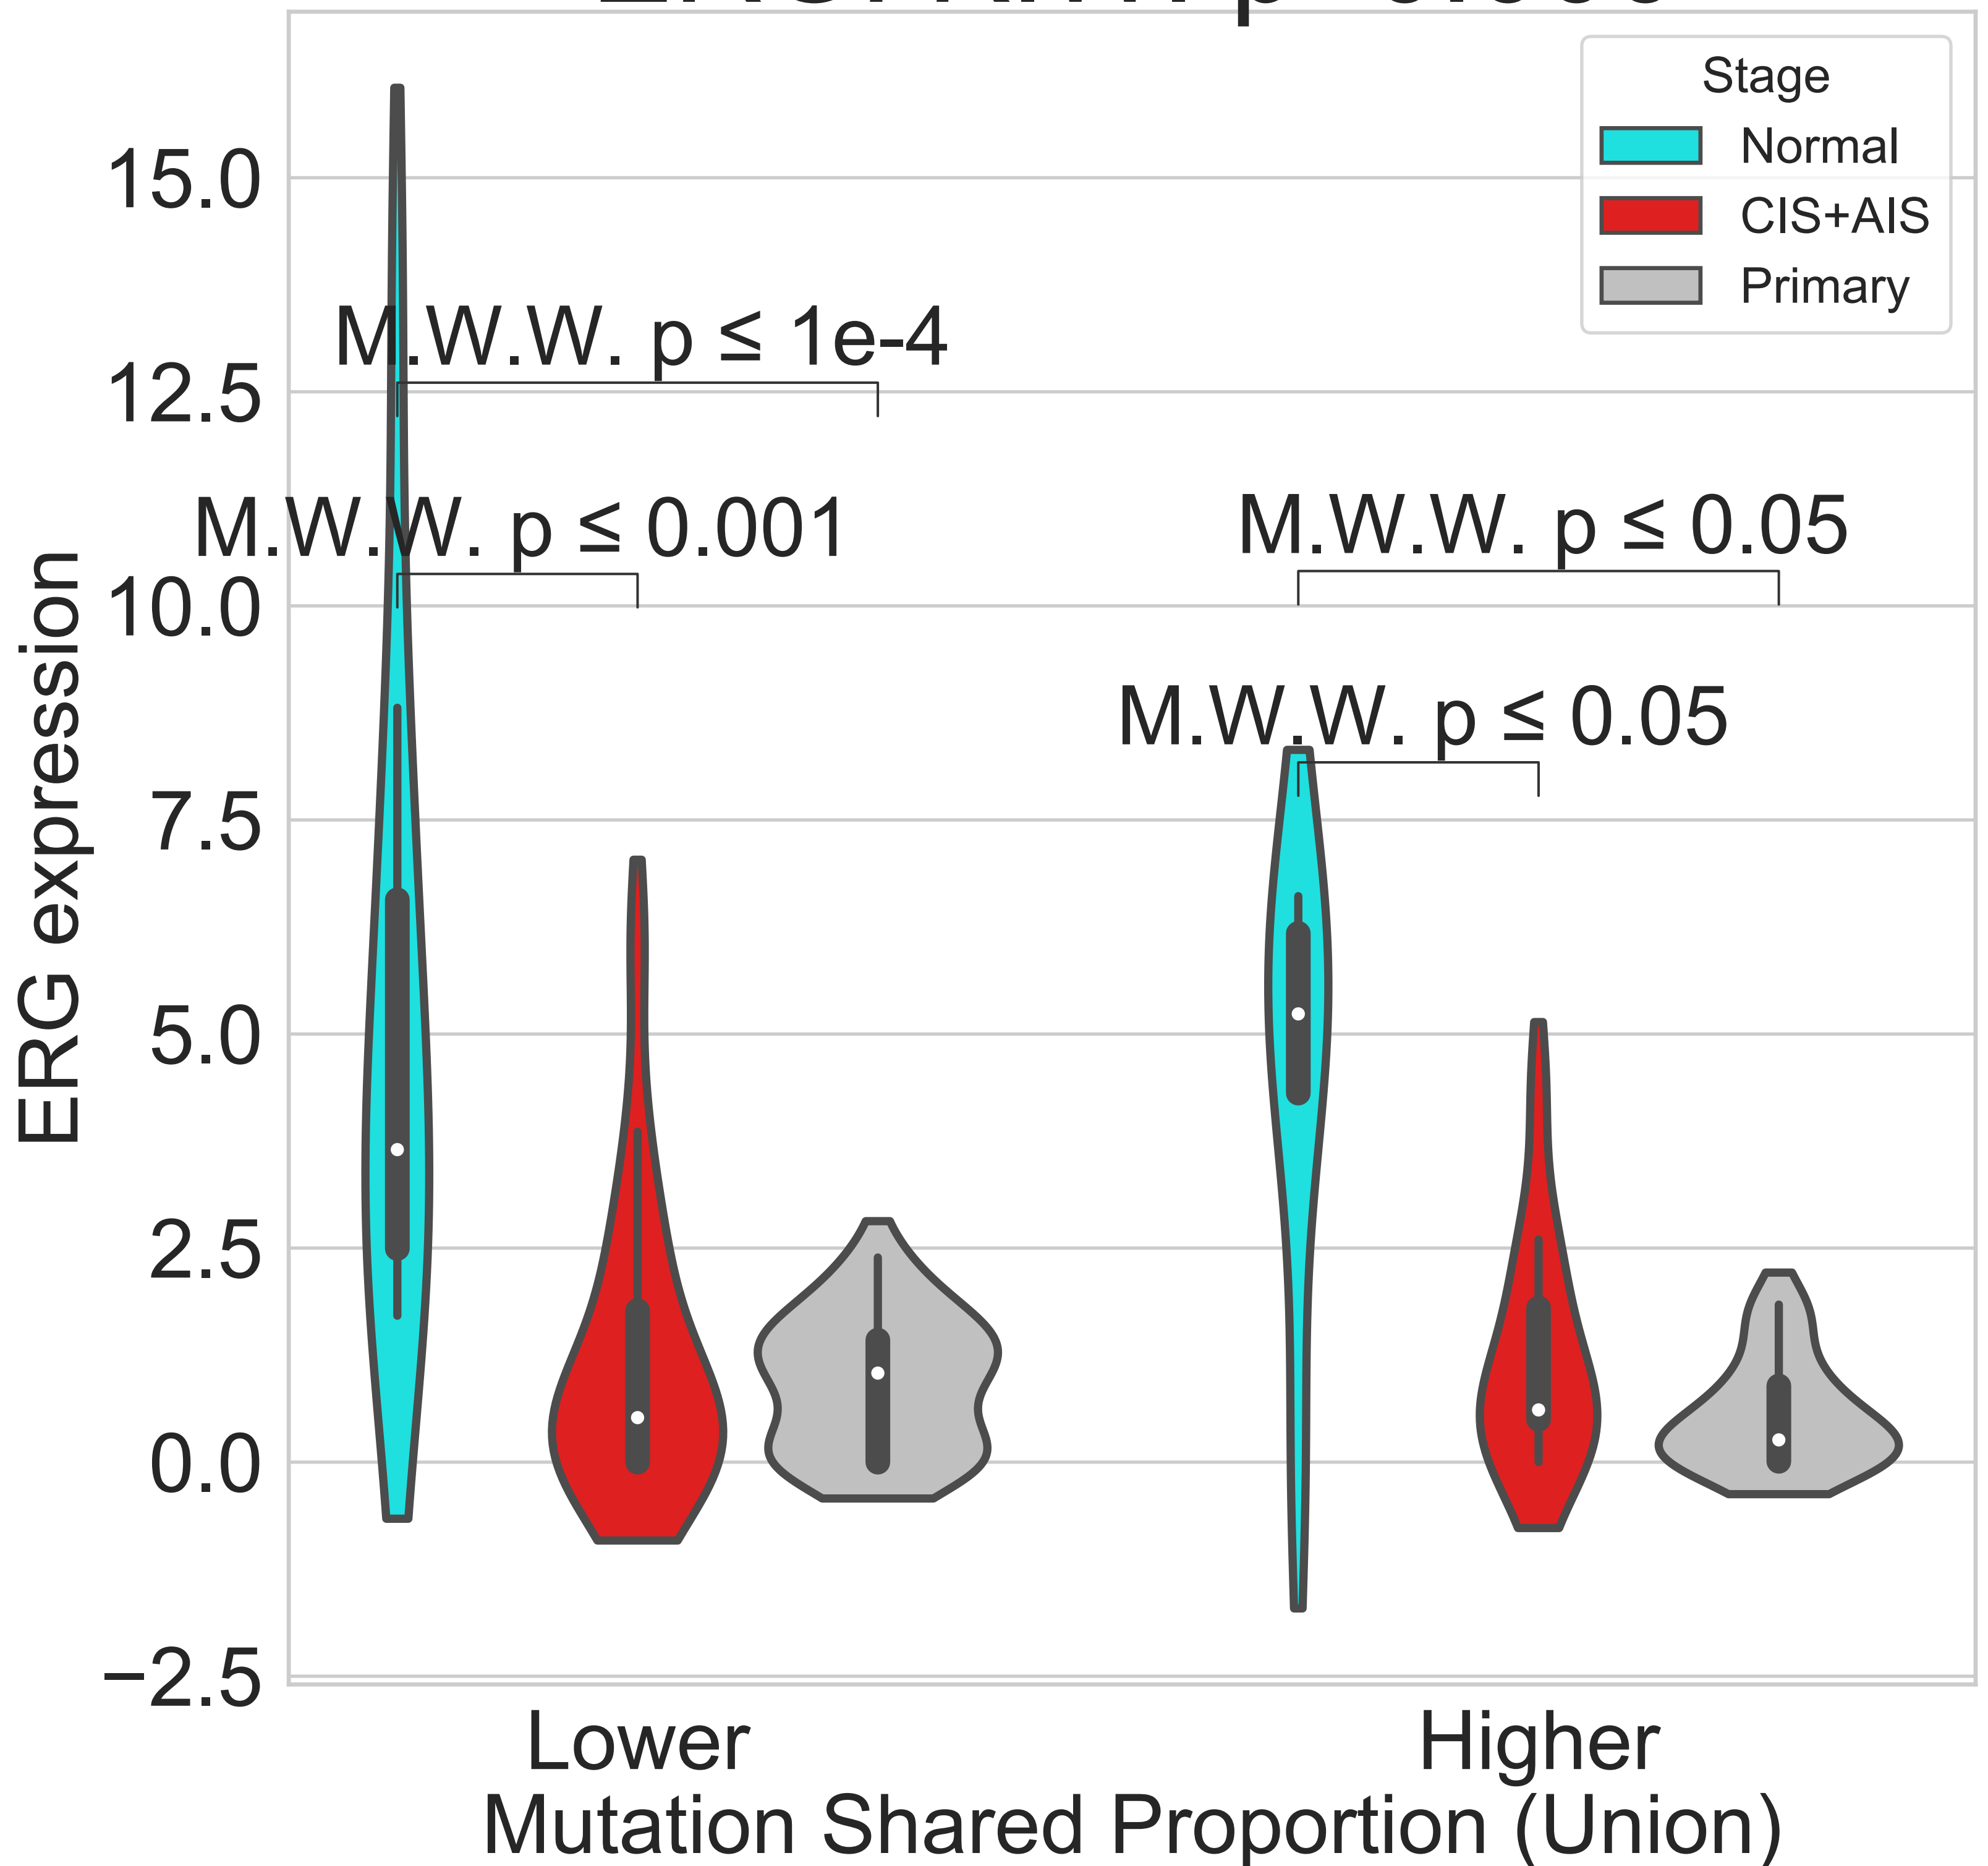 Stage
Normal
CIS+AIS
Primary
15.0
12.5
10.0
7.5
5.0
2.5
0.0
−2.5
ERG expression
M.W.W. p ≤ 1e-4
M.W.W. p ≤ 0.001
M.W.W. p ≤ 0.05
M.W.W. p ≤ 0.05
Lower
Higher
Mutation Shared Proportion (Union)